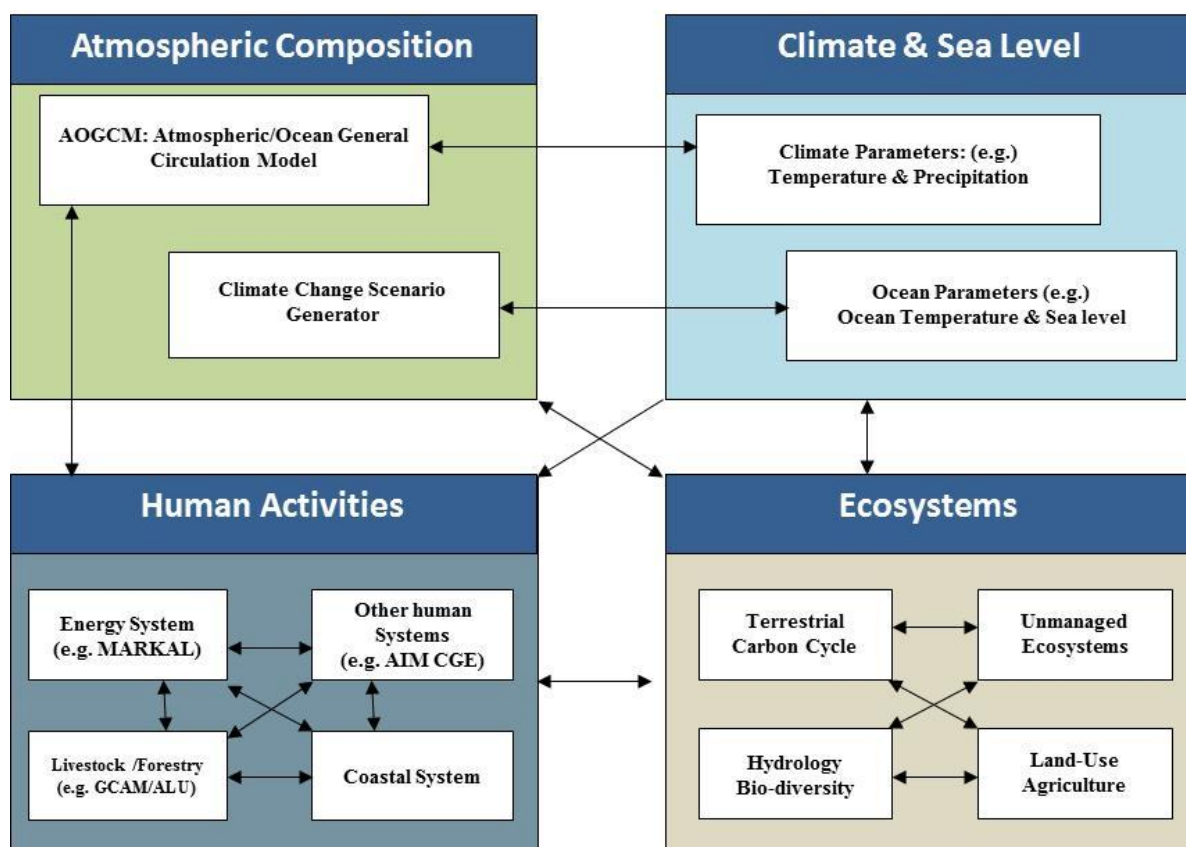 Atmospheric Composition
AOGCM: Atmospheric/Ocean General
Circulation Model
Climate Change Scenario
Generator
Climate & Sea Level
Climate Parameters: (e.g.)
Temperature & Precipitation
Ocean Parameters (e.g.)
Ocean Temperature & Sea level
Human Activities
Energy System
(e.g. MARKAL)
Other human
Systems
(e.g. AIM CGE)
Livestock /Forestry
(e.g. GCAM/ALU)
Coastal System
Ecosystems
Terrestrial
Carbon Cycle
Unmanaged
Ecosystems
Hydrology
Bio-diversity
Land-Use
Agriculture